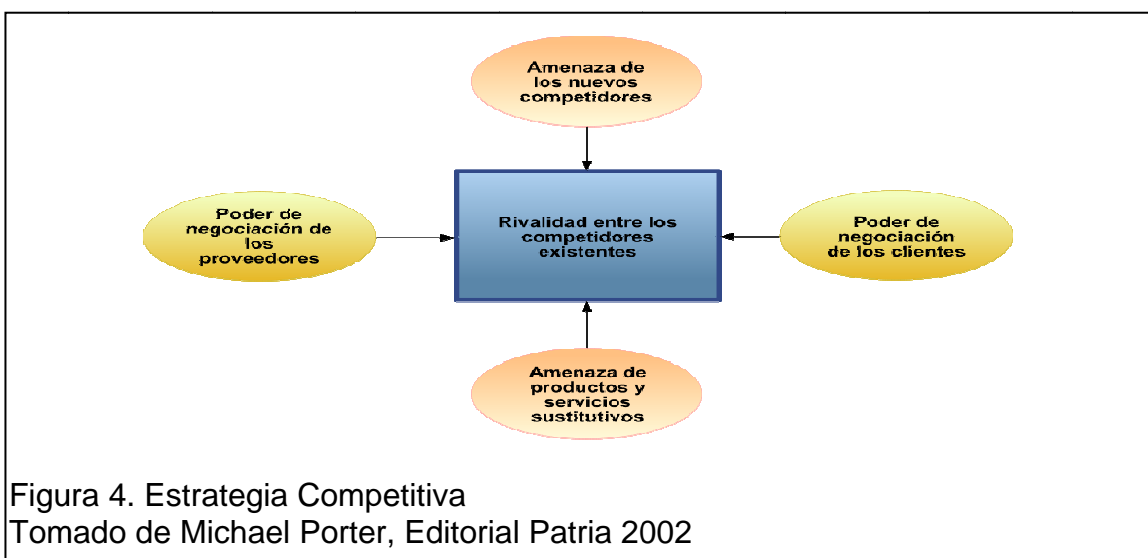 Amenaza de
los nuevos
competidores
Poder de
negociación de
los
proveedores
Rivalidad entre los
competidores
existentes
Poder de
negociación
de los clientes
Amenaza de
productos y
servicios
sustitutivos
Figura 4. Estrategia Competitiva
Tomado de Michael Porter, Editorial Patria 2002